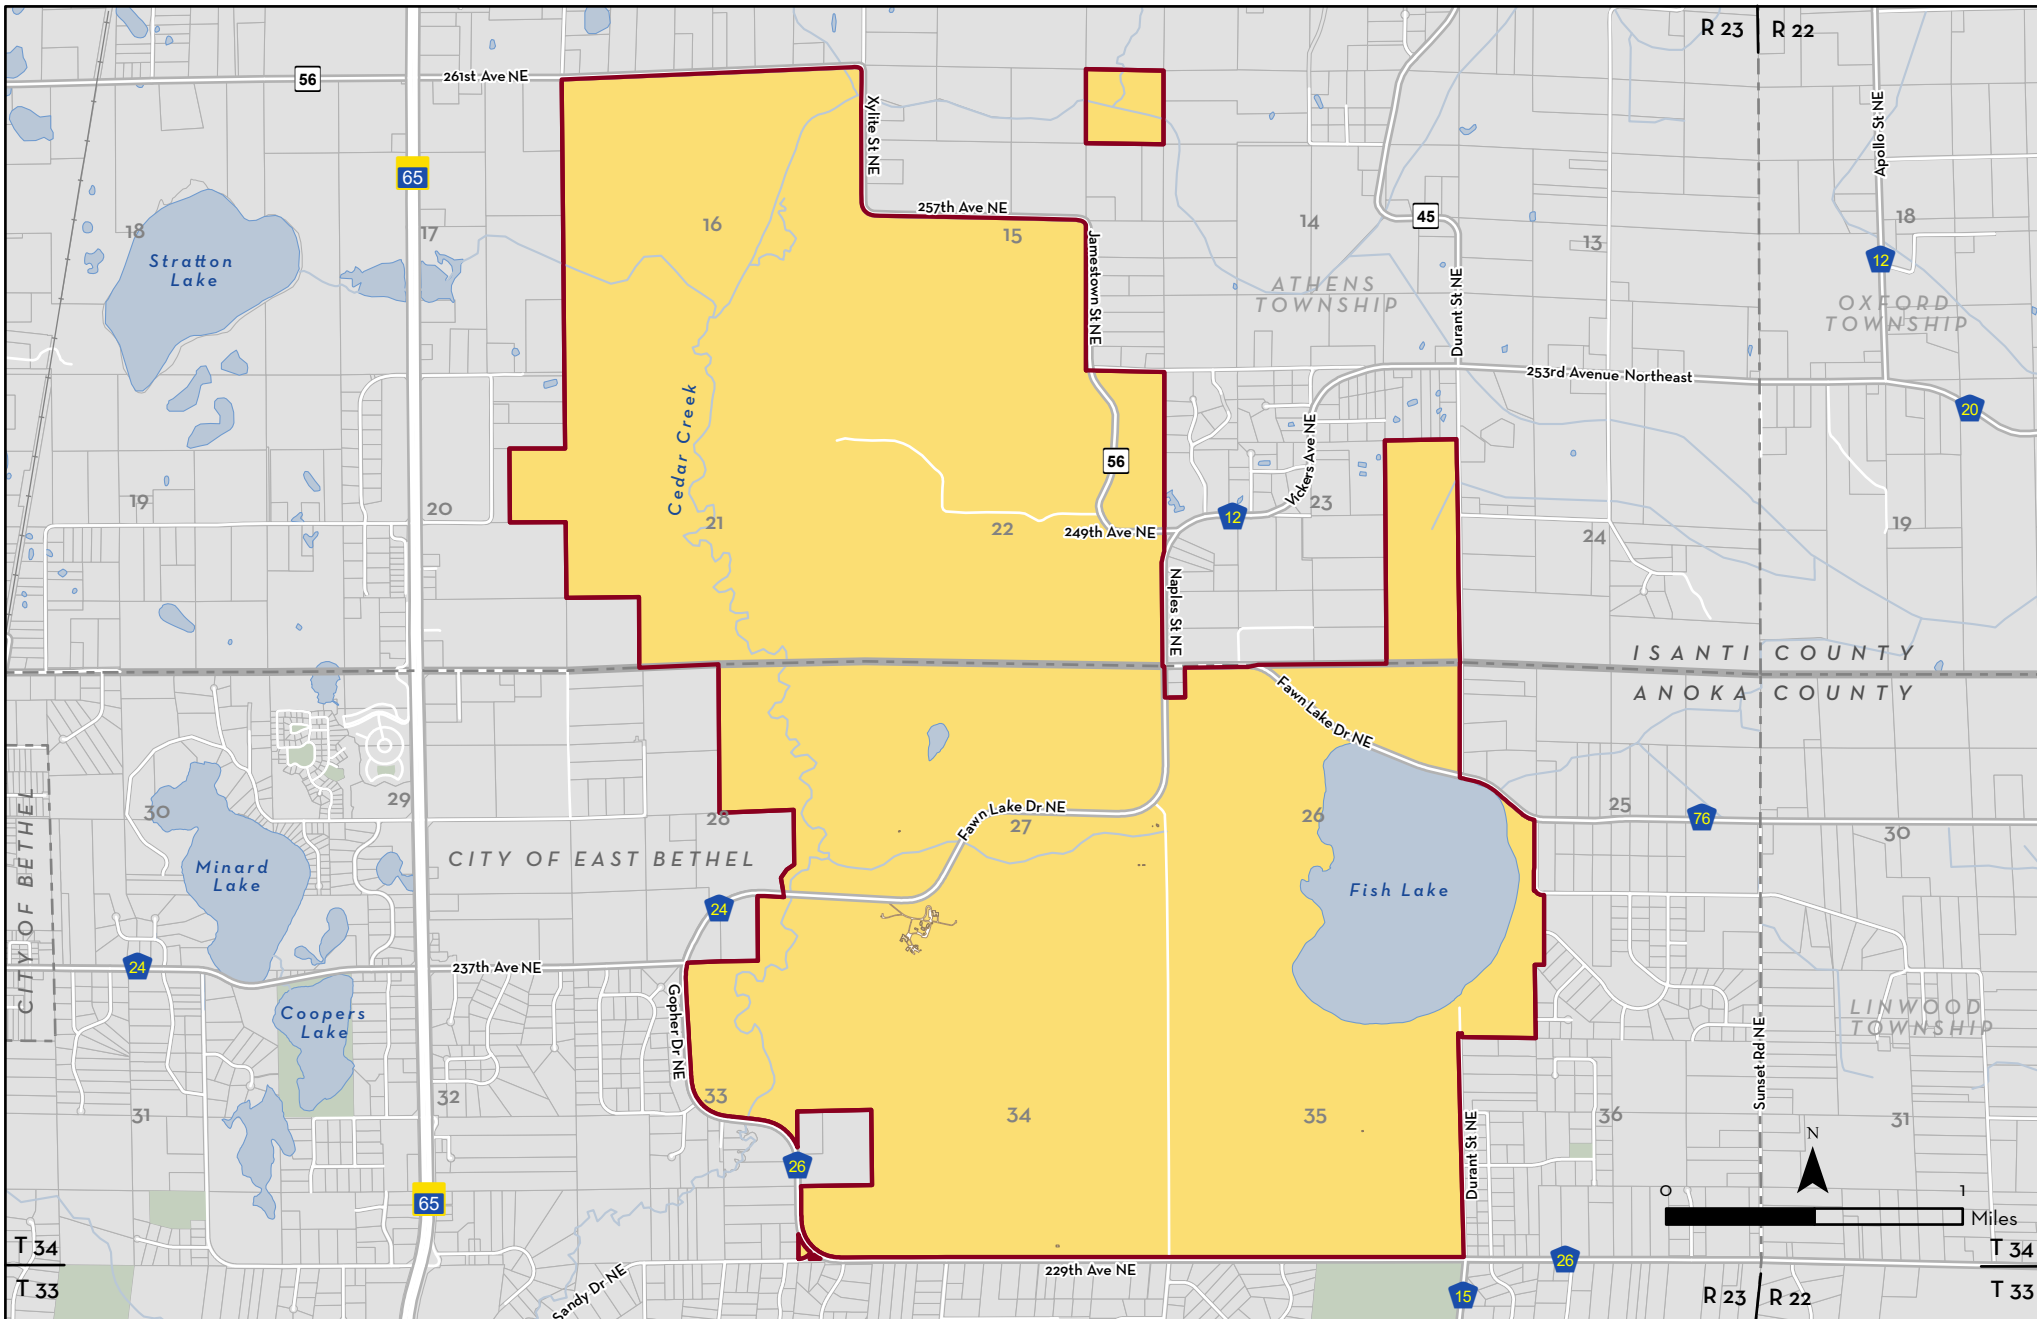 R 23
R 22
56
261st Ave NE
Xylite St NE
Apollo St NE
65
257th Ave NE
18
17
16
15
14
45
13
18
Stratton
Lake
Jamestown St NE
12
ATHENS
TOWNSHIP
Durant St NE
OXFORD
TOWNSHIP
253rd Avenue Northeast
20
Cedar Creek
56
Vickers Ave NE
19
20
21
22
249th Ave NE
12
23
24
19
Naples St NE
ISANTI COUNTY
ANOKA COUNTY
Fawn Lake Dr NE
CITY OF BETHEL
30
29
28
Fawn Lake Dr NE
27
26
25
76
30
CITY OF EAST BETHEL
Minard
Lake
Fish Lake
24
24
237th Ave NE
Gopher Dr NE
Coopers
Lake
LINWOOD
TOWNSHIP
Sunset Rd NE
31
32
33
34
35
36
31
Durant St NE
N
26
0
1
Miles
65
T 34
T 33
26
T 34
T 33
229th Ave NE
Sandy Dr NE
15
R 23
R 22